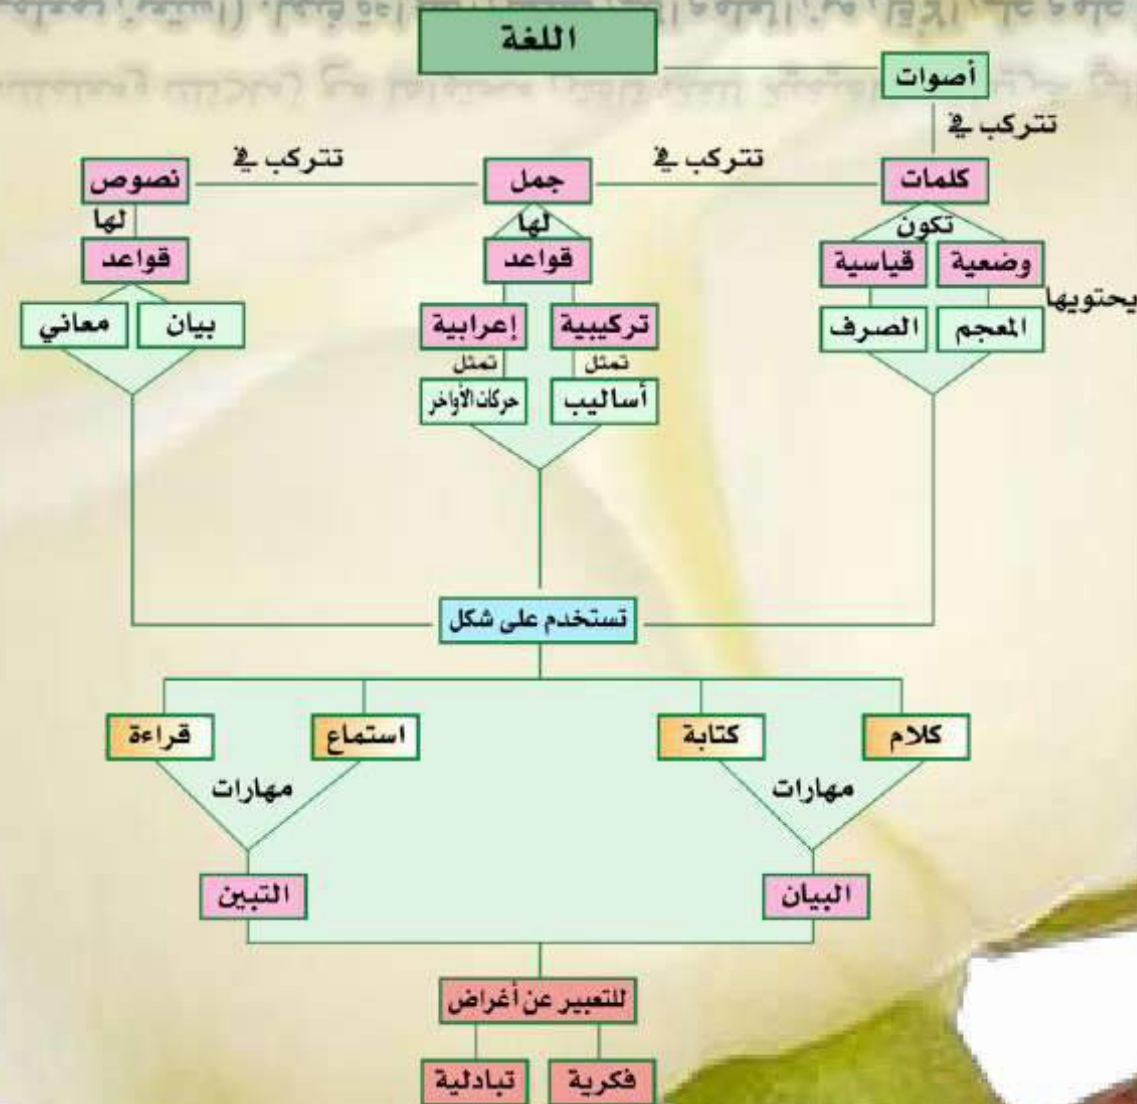 اللغة
أصوات
تتركب في
كلمات
تتركب في
جمل
تتركب في
نصوص
تكون
لها
لها
وضعية
قياسية
قواعد
قواعد
يحتويها
المعجم
الصرف
تركيبية
إعرابية
بيان
معاني
تمثل
تمثل
أساليب
حركات الأواخر
تستخدم على شكل
كلام
كتابة
استماع
قراءة
مهارات
مهارات
البيان
التبين
للتعبير عن أغراض
فكرية
تبادلية